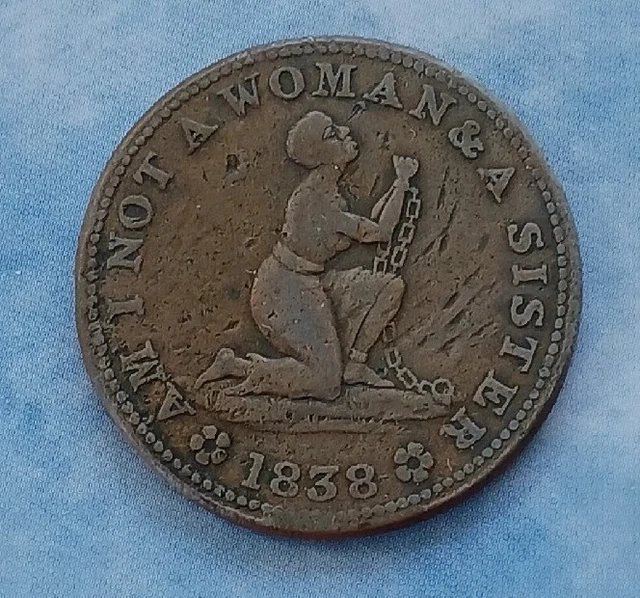 AM I NOT A WOMAN & A SISTER
1838